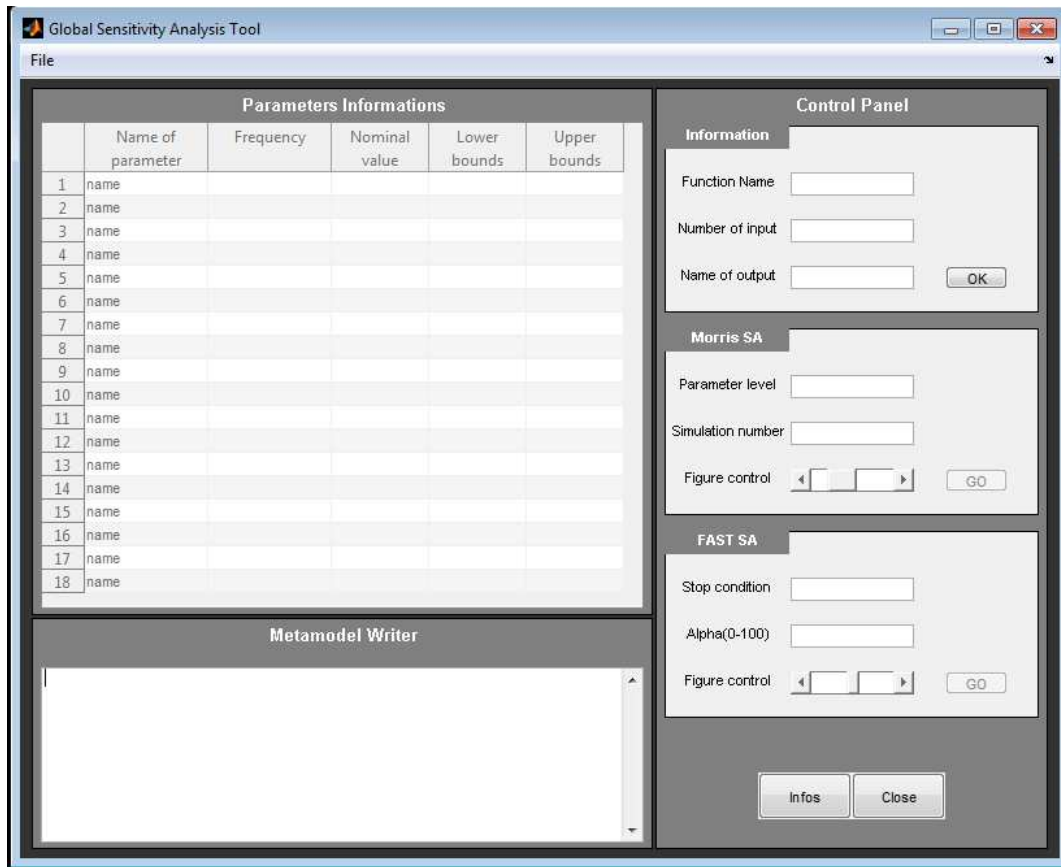 Global Sensitivity Analysis Tool
File
Parameters Informations
Name of parameter Frequency Nominal value Lower bounds Upper bounds
1 name
2 name
3 name
4 name
5 name
6 name
7 name
8 name
9 name
10 name
11 name
12 name
13 name
14 name
15 name
16 name
17 name
18 name
Metamodel Writer
Control Panel
Information
Function Name
Number of input
Name of output OK
Morris SA
Parameter level
Simulation number
Figure control GO
FAST SA
Stop condition
Alpha(0-100)
Figure control GO
Infos Close